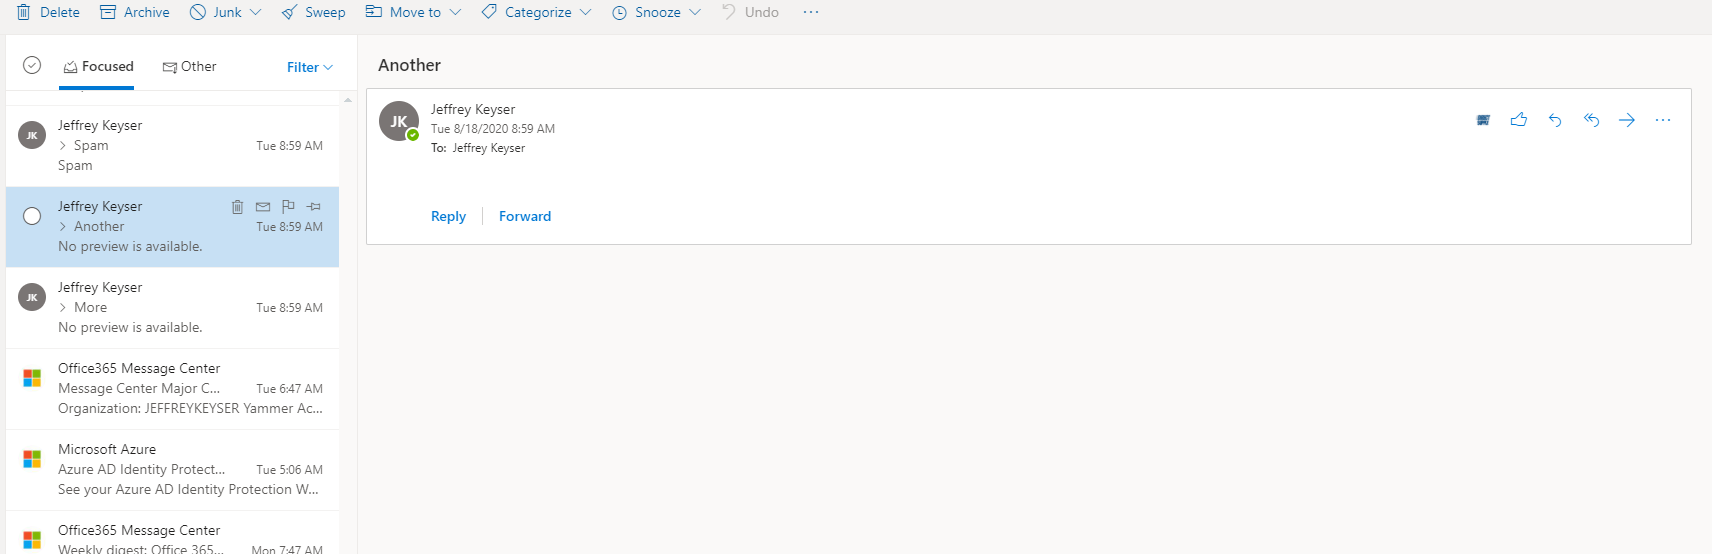 Delete Archive Junk Sweep Move to Categorize Snooze Undo
Focused Other Filter
Jeffrey Keyser
Spam Tue 8:59 AM
Spam
Jeffrey Keyser
Another Tue 8:59 AM
No preview is available.
Jeffrey Keyser
More Tue 8:59 AM
No preview is available.
Office365 Message Center
Message Center Major C... Tue 6:47 AM
Organization: JEFFREYKEYSER Yammer Ac...
Microsoft Azure
Azure AD Identity Protect... Tue 5:06 AM
See your Azure AD Identity Protection W...
Office365 Message Center
Weekly digest: Office 365... Mon 7:47 AM
JK
JK
Another
JK
Jeffrey Keyser
Tue 8/18/2020 8:59 AM
To: Jeffrey Keyser
Reply Forward